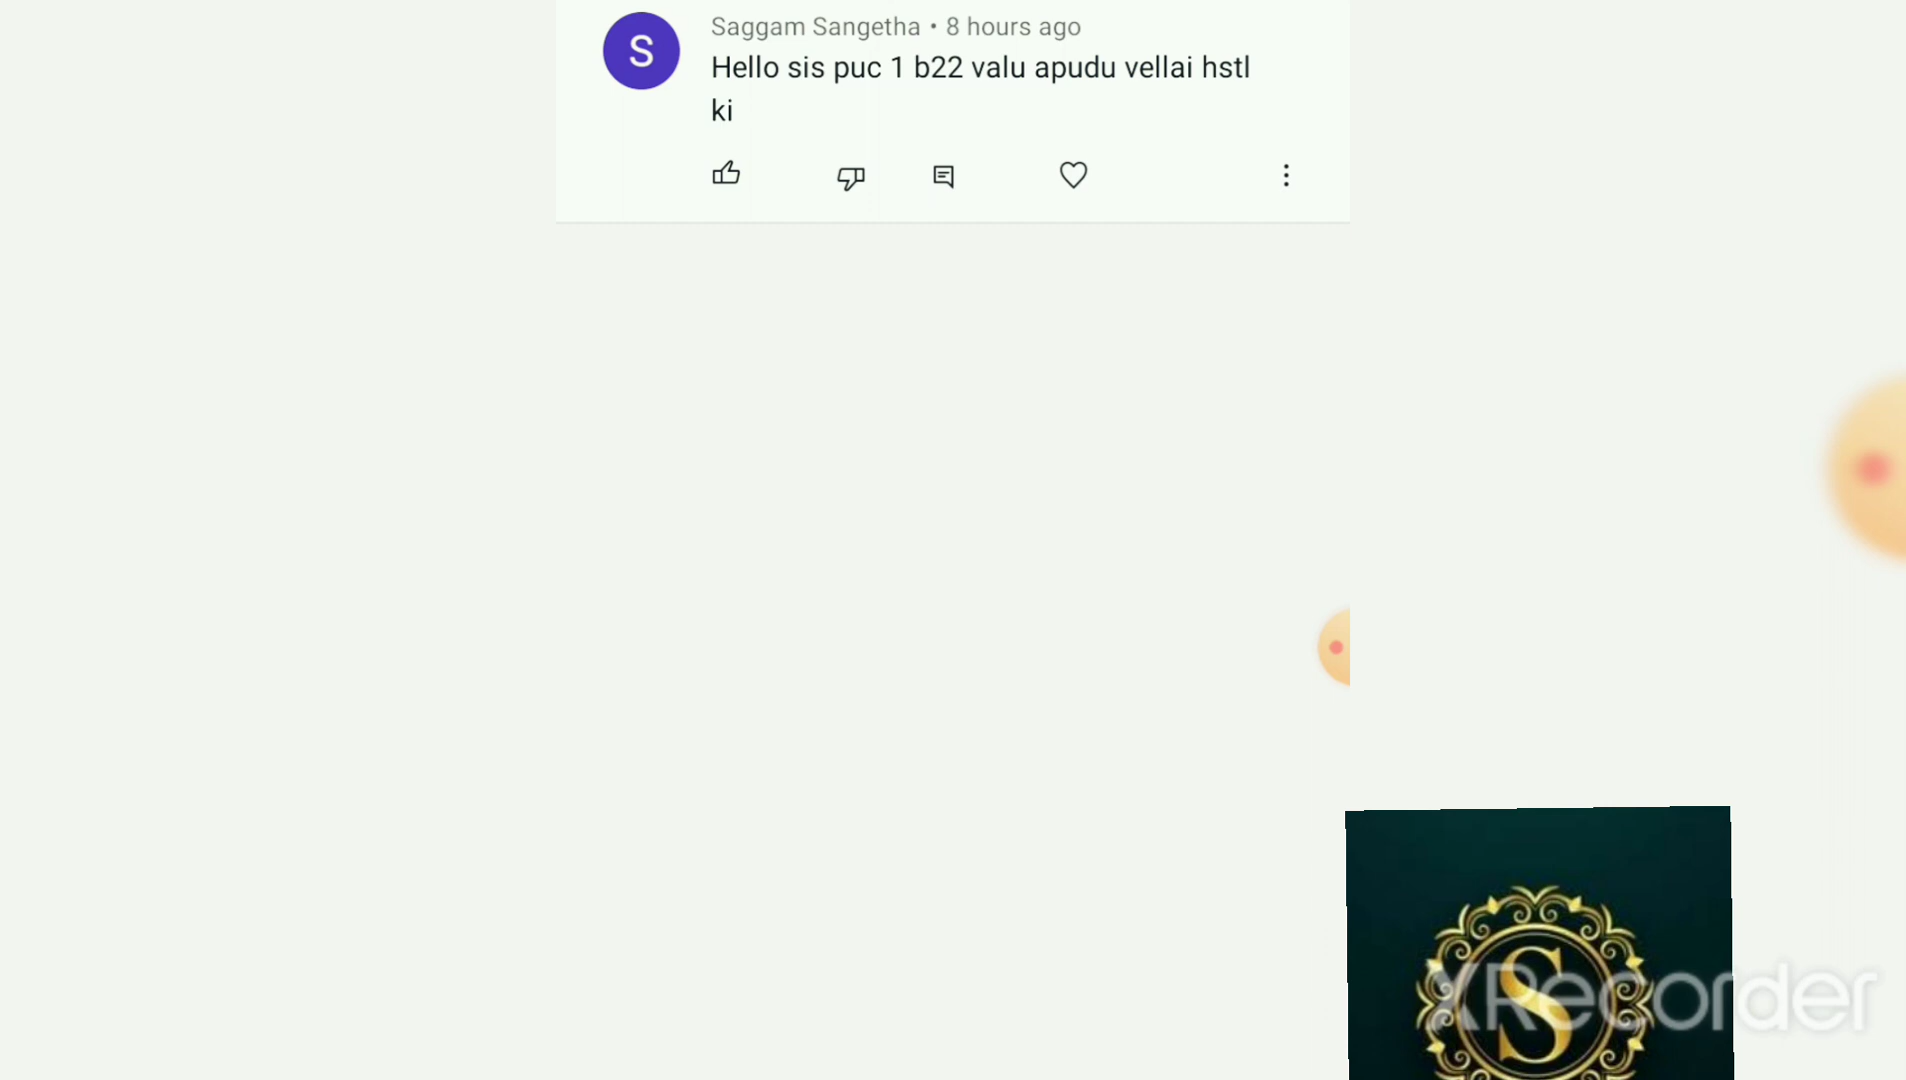 S
Saggam Sangetha • 8 hours ago
Hello sis puc 1 b22 valu apudu vellai hstl
ki
S
XRecorder